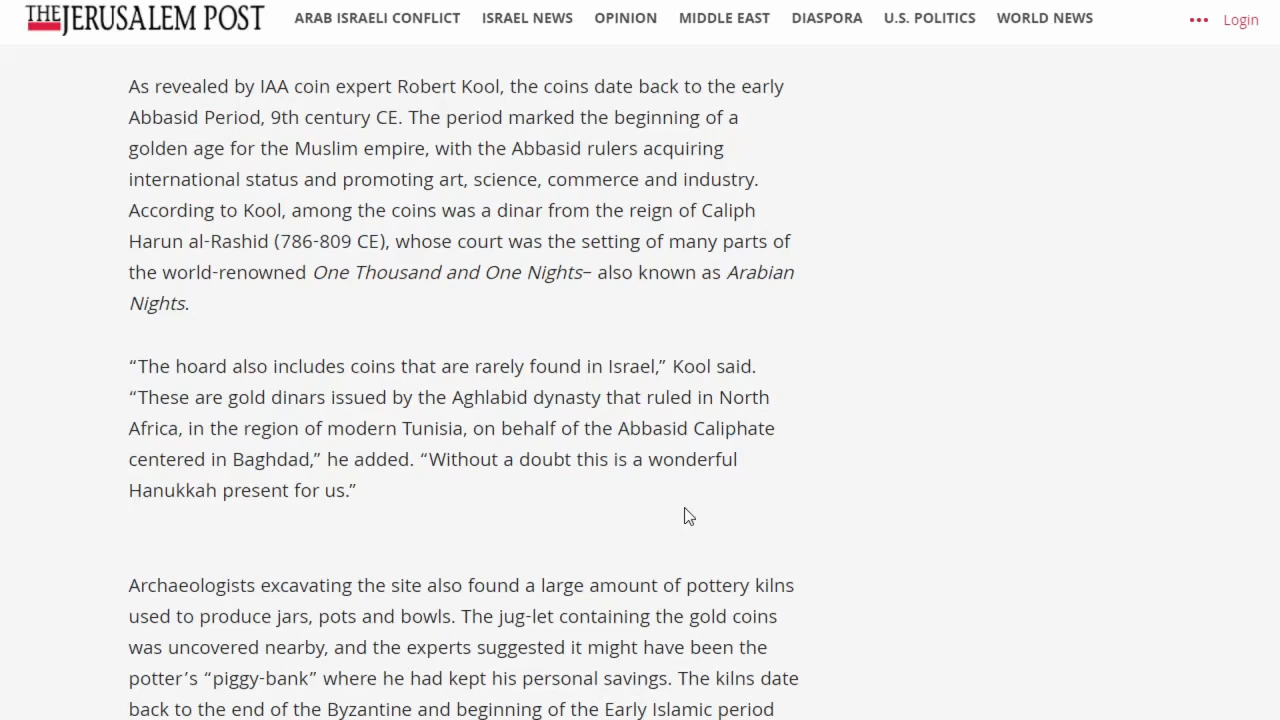 THE JERUSALEM POST
ARAB ISRAELI CONFLICT ISRAEL NEWS OPINION MIDDLE EAST DIASPORA U.S. POLITICS WORLD NEWS ••• Login
As revealed by IAA coin expert Robert Kool, the coins date back to the early
Abbasid Period, 9th century CE. The period marked the beginning of a
golden age for the Muslim empire, with the Abbasid rulers acquiring
international status and promoting art, science, commerce and industry.
According to Kool, among the coins was a dinar from the reign of Caliph
Harun al-Rashid (786-809 CE), whose court was the setting of many parts of
the world-renowned One Thousand and One Nights– also known as Arabian
Nights.
“The hoard also includes coins that are rarely found in Israel,” Kool said.
“These are gold dinars issued by the Aghlabid dynasty that ruled in North
Africa, in the region of modern Tunisia, on behalf of the Abbasid Caliphate
centered in Baghdad,” he added. “Without a doubt this is a wonderful
Hanukkah present for us.”
Archaeologists excavating the site also found a large amount of pottery kilns
used to produce jars, pots and bowls. The jug-let containing the gold coins
was uncovered nearby, and the experts suggested it might have been the
potter’s “piggy-bank” where he had kept his personal savings. The kilns date
back to the end of the Byzantine and beginning of the Early Islamic period